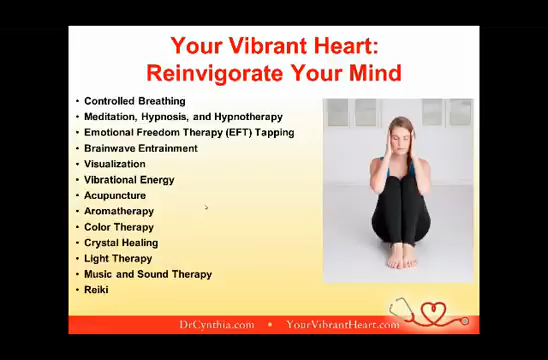 Your Vibrant Heart:
Reinvigorate Your Mind
• Controlled Breathing
• Meditation, Hypnosis, and Hypnotherapy
• Emotional Freedom Therapy (EFT) Tapping
• Brainwave Entrainment
• Visualization
• Vibrational Energy
• Acupuncture
• Aromatherapy
• Color Therapy
• Crystal Healing
• Light Therapy
• Music and Sound Therapy
• Reiki
DrCynthia.com • YourVibrantHeart.com